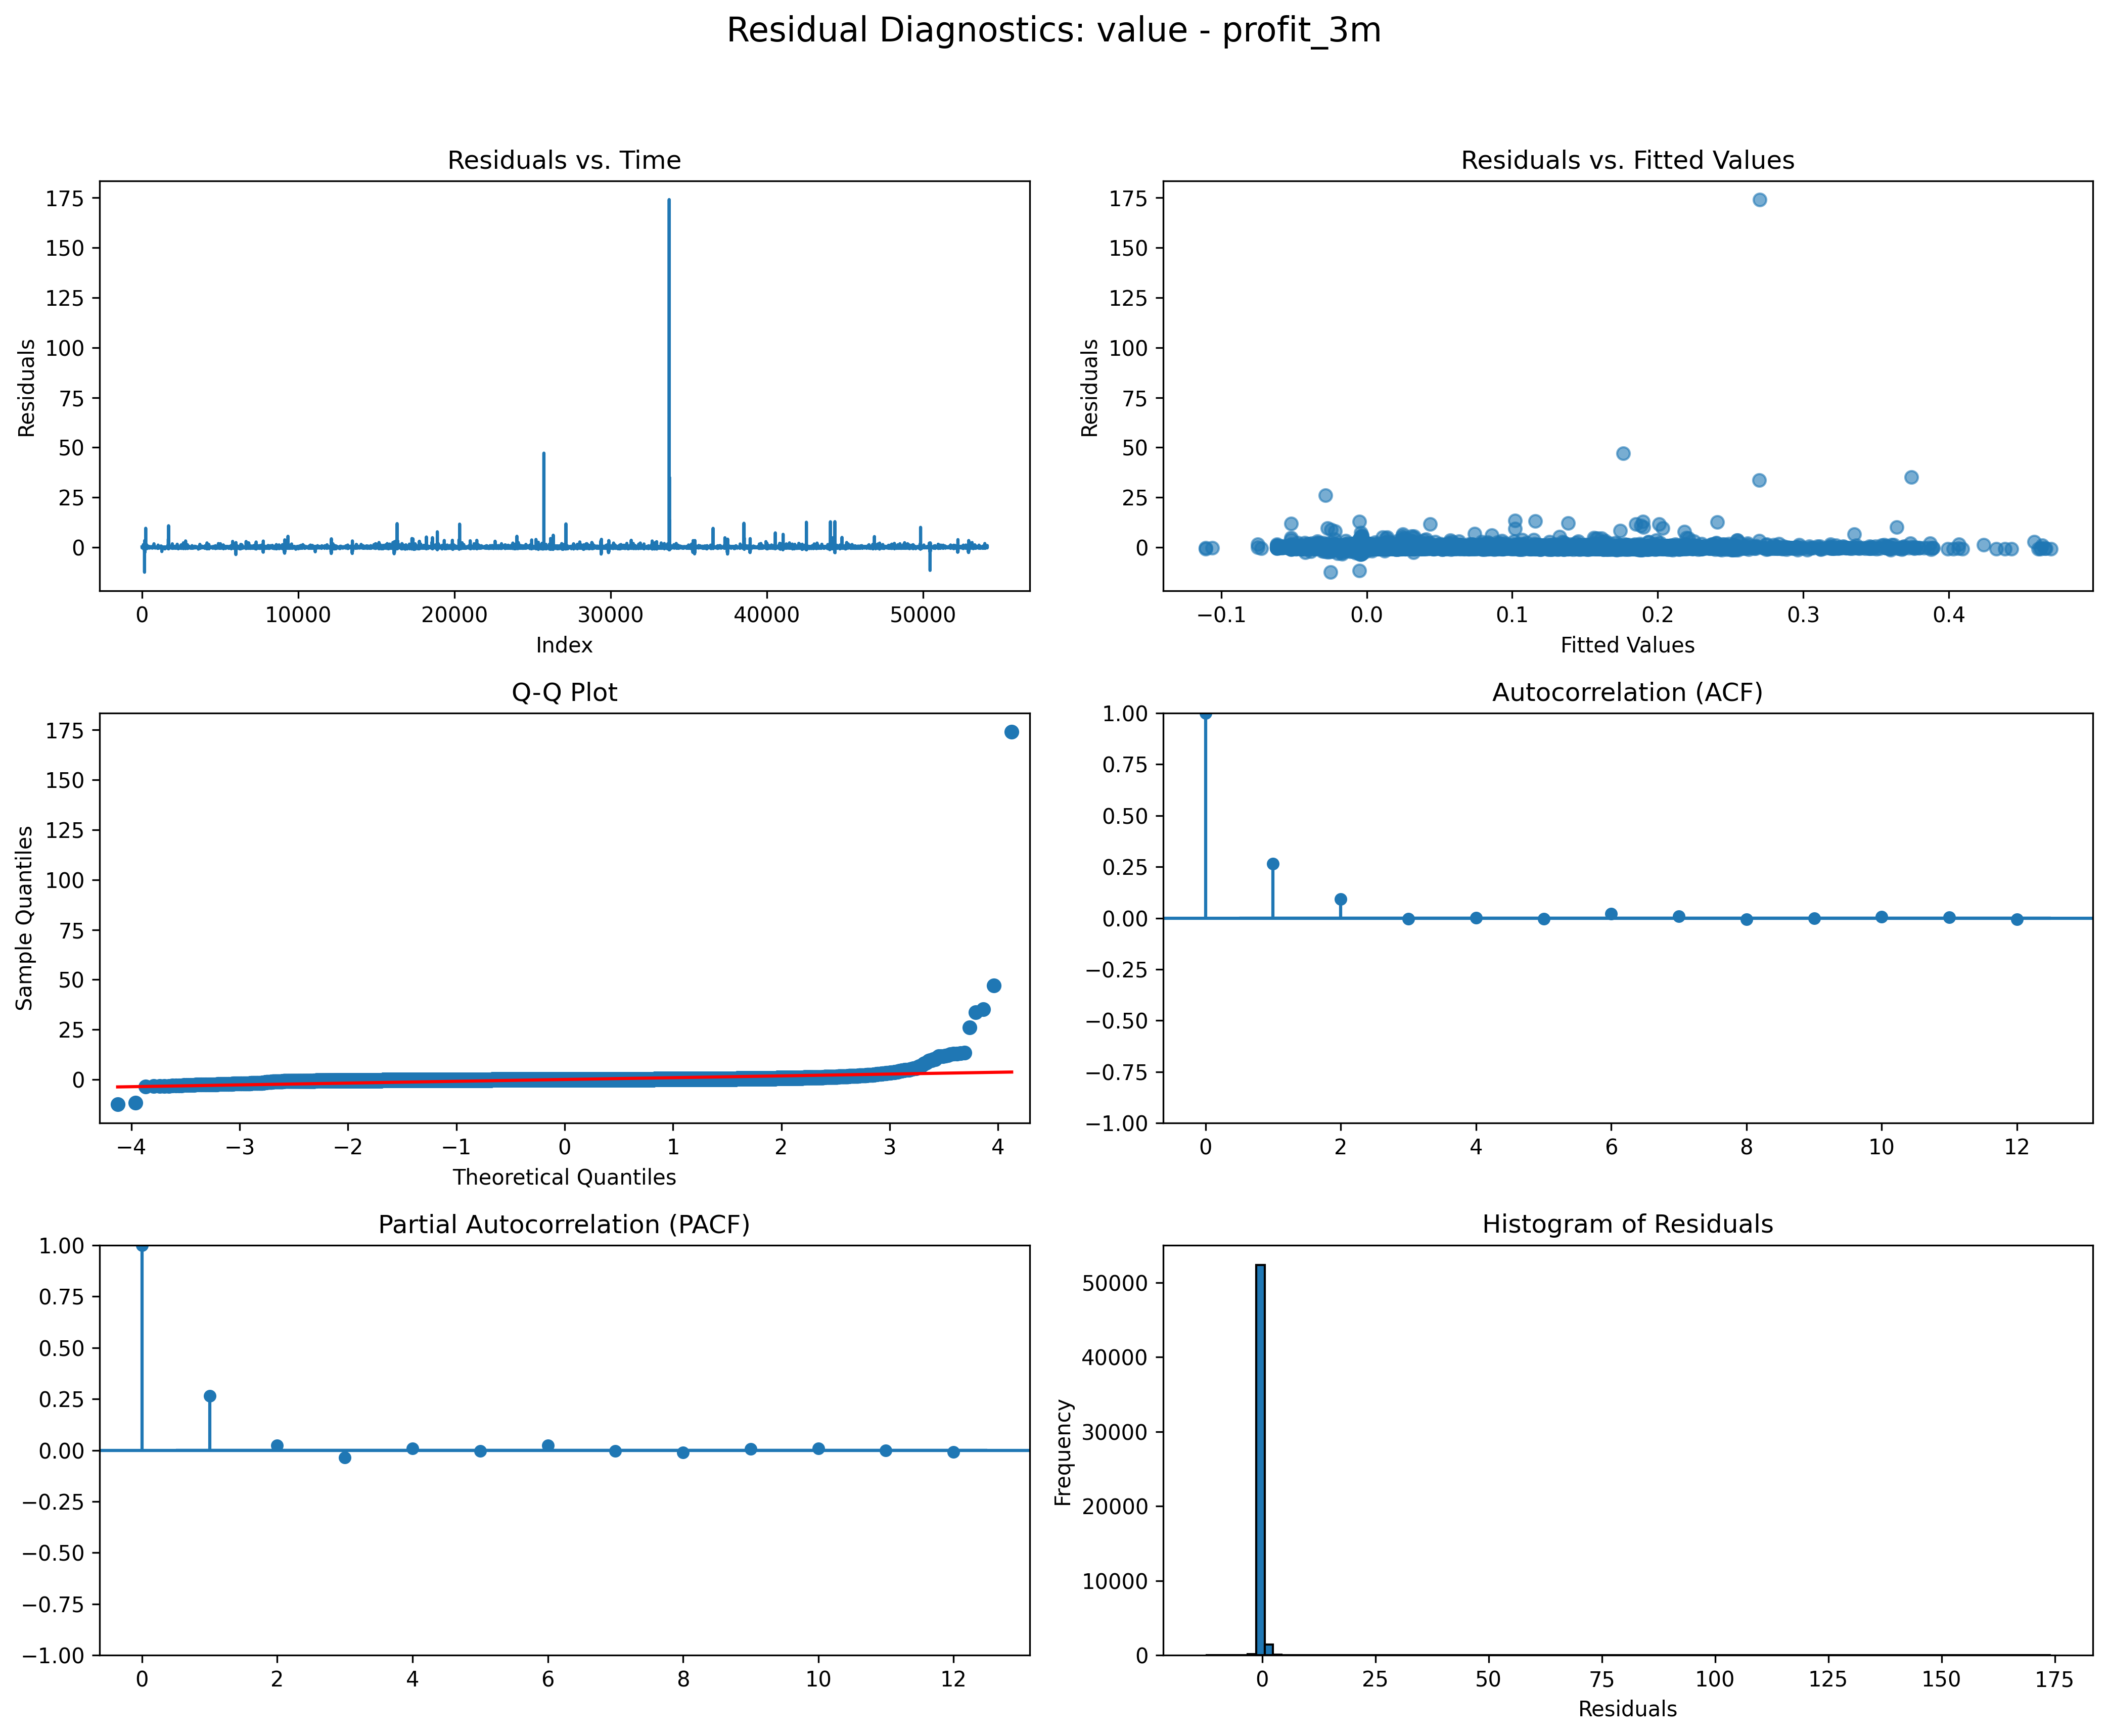 Residual Diagnostics: value - profit_3m
Residuals vs. Time
Residuals
175
150
125
100
75
50
25
0
0 10000 20000 30000 40000 50000
Index
Residuals vs. Fitted Values
Residuals
175
150
125
100
75
50
25
0
−0.1 0.0 0.1 0.2 0.3 0.4
Fitted Values
Q-Q Plot
Sample Quantiles
175
150
125
100
75
50
25
0
−4 −3 −2 −1 0 1 2 3 4
Theoretical Quantiles
Autocorrelation (ACF)
1.00
0.75
0.50
0.25
0.00
−0.25
−0.50
−0.75
−1.00
0 2 4 6 8 10 12
Partial Autocorrelation (PACF)
1.00
0.75
0.50
0.25
0.00
−0.25
−0.50
−0.75
−1.00
0 2 4 6 8 10 12
Histogram of Residuals
Frequency
50000
40000
30000
20000
10000
0
0 25 50 75 100 125 150 175
Residuals